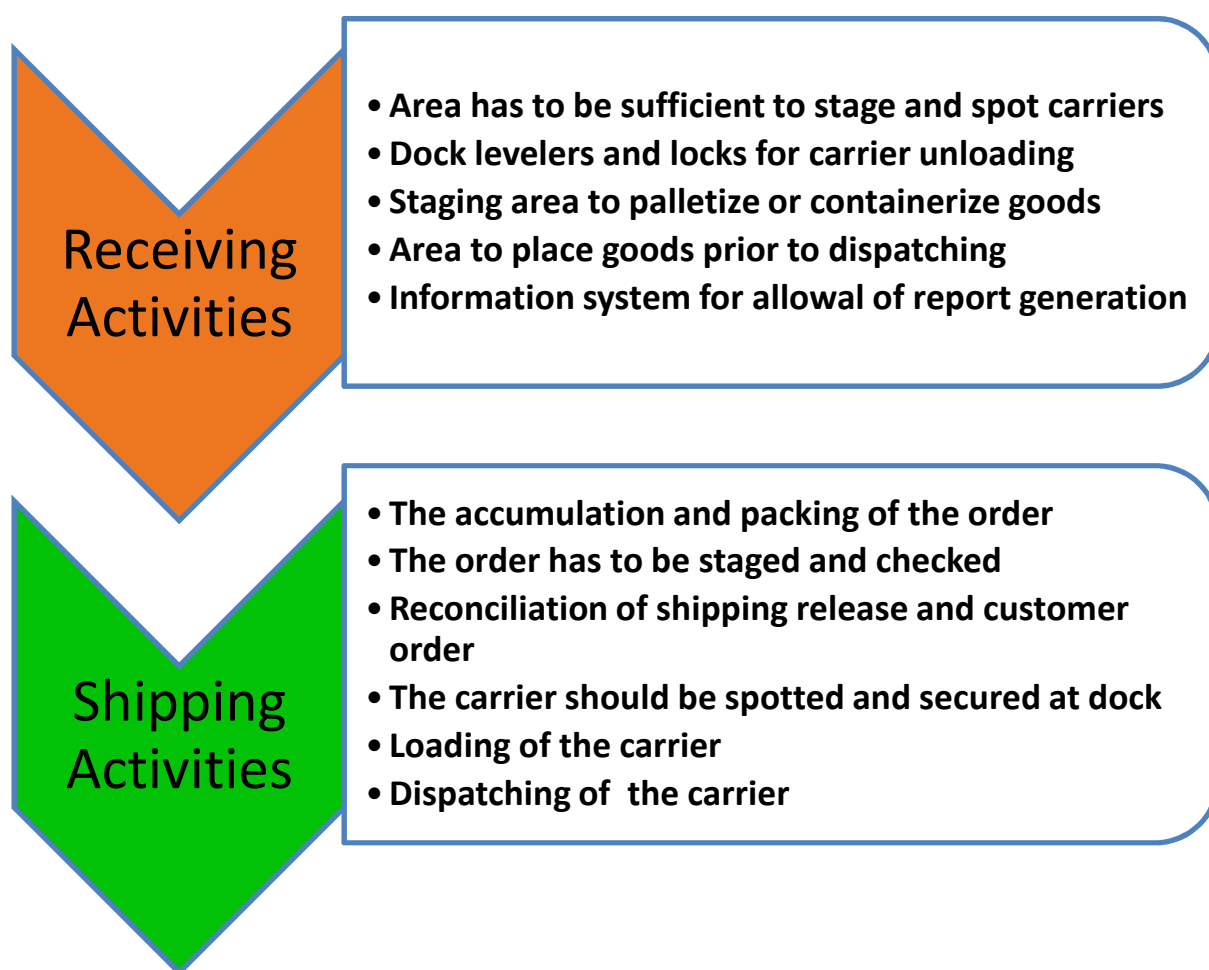 Receiving
Activities
• Area has to be sufficient to stage and spot carriers
• Dock levelers and locks for carrier unloading
• Staging area to palletize or containerize goods
• Area to place goods prior to dispatching
• Information system for allowal of report generation
Shipping
Activities
• The accumulation and packing of the order
• The order has to be staged and checked
• Reconciliation of shipping release and customer
order
• The carrier should be spotted and secured at dock
• Loading of the carrier
• Dispatching of  the carrier